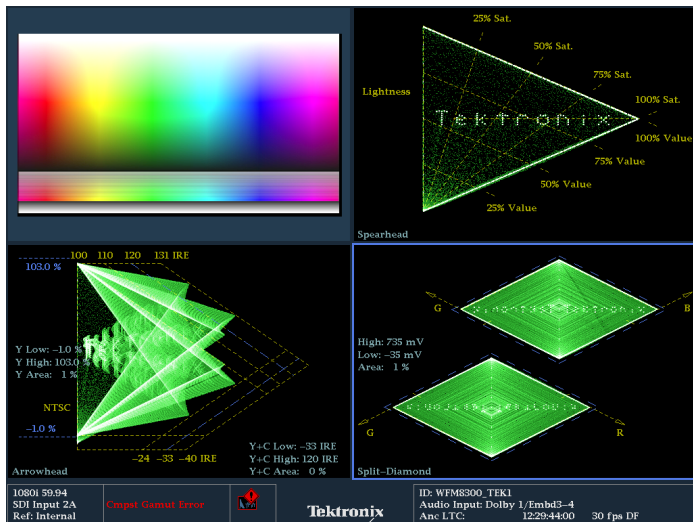 25% Sat.
50% Sat.
75% Sat.
Lightness
100% Sat.
Tektronix
100% Value
75% Value
50% Value
25% Value
Spearhead
100 110 120 131 IRE
103.0 %
Y Low: -1.0 %
Y High: 103.0 %
Y Area: 1 %
NTSC
-1.0 %
Y+C Low: -33 IRE
Y+C High: 120 IRE
Y+C Area: 0 %
-24 -33 -40 IRE
Arrowhead
G B
High: 735 mV
Low: -35 mV
Area: 1 %
G R
Split-Diamond
1080i 59.94
SDI Input 2A
Ref: Internal
Cmpst Gamut Error
Tektronix
ID: WFM8300_TEK1
Audio Input: Dolby 1/Embd3-4
Anc LTC: 12:29:44:00 30 fps DF